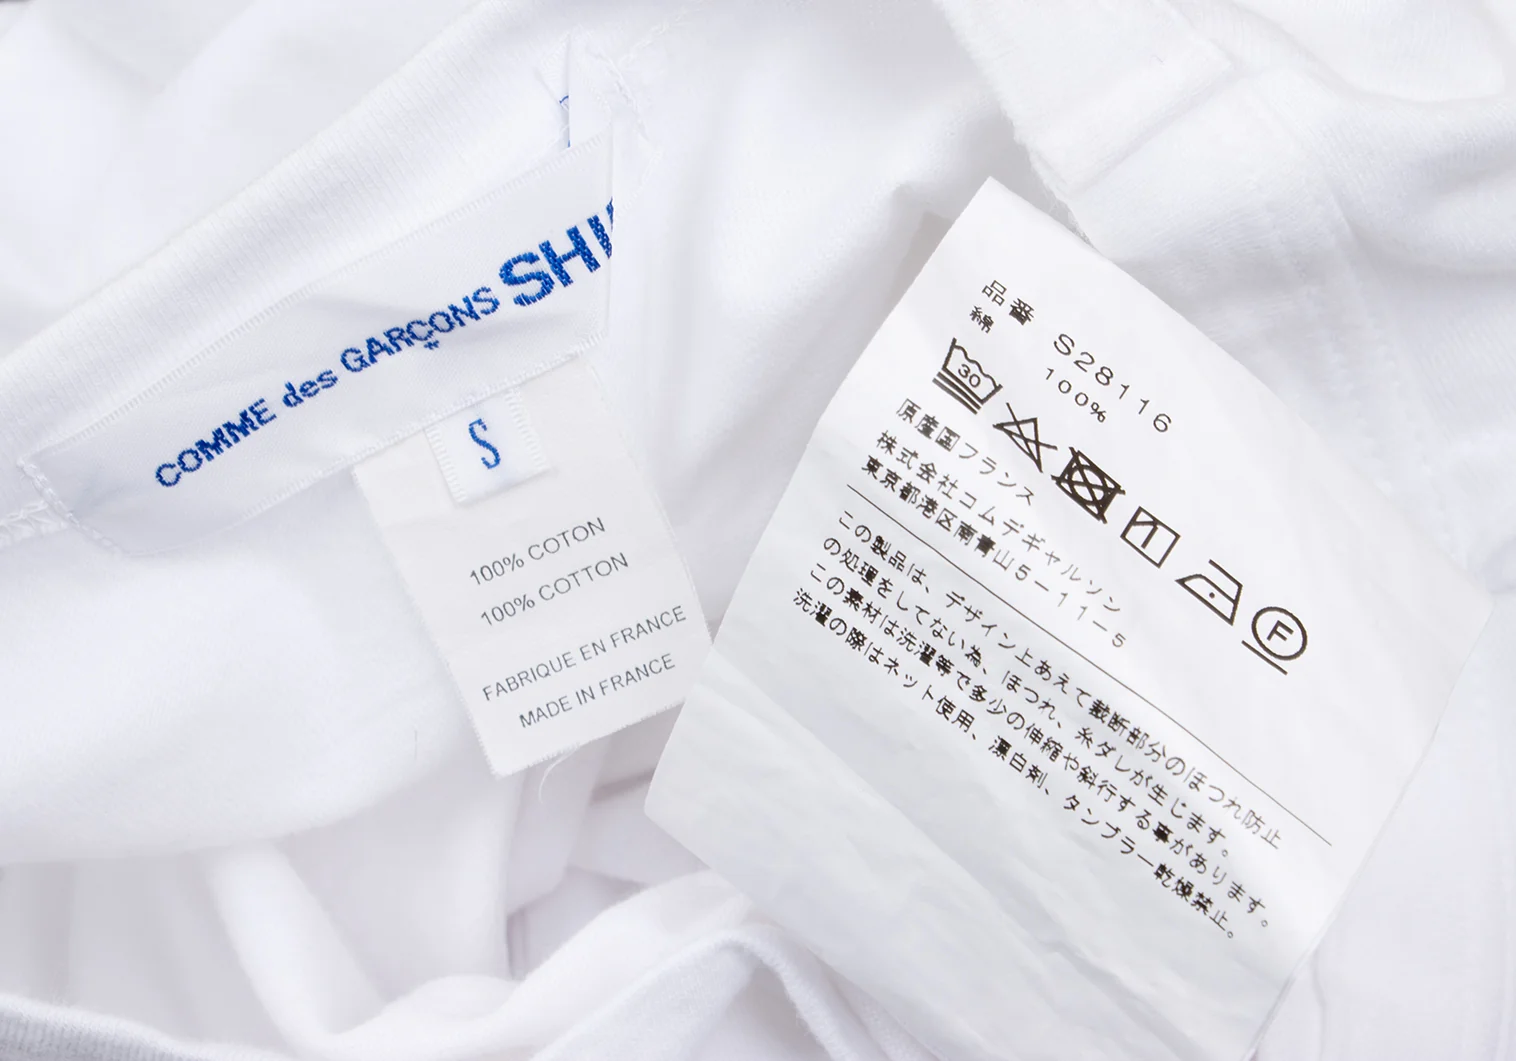 COMME des GARÇONS SHI
S
100% COTON
100% COTTON
FABRIQUE EN FRANCE
MADE IN FRANCE
品番 S28116
綿 100%
30
F
原産国フランス
株式会社コムデギャルソン
東京都港区南青山5-11-5
この製品は、デザイン上あえて裁断部分のほつれ防止
の処理をしてない為、ほつれ、糸ダレが生じます。
この素材は洗濯等で多少の伸縮や斜行する事があります。
洗濯の際はネット使用、漂白剤、タンブラー乾燥禁止。